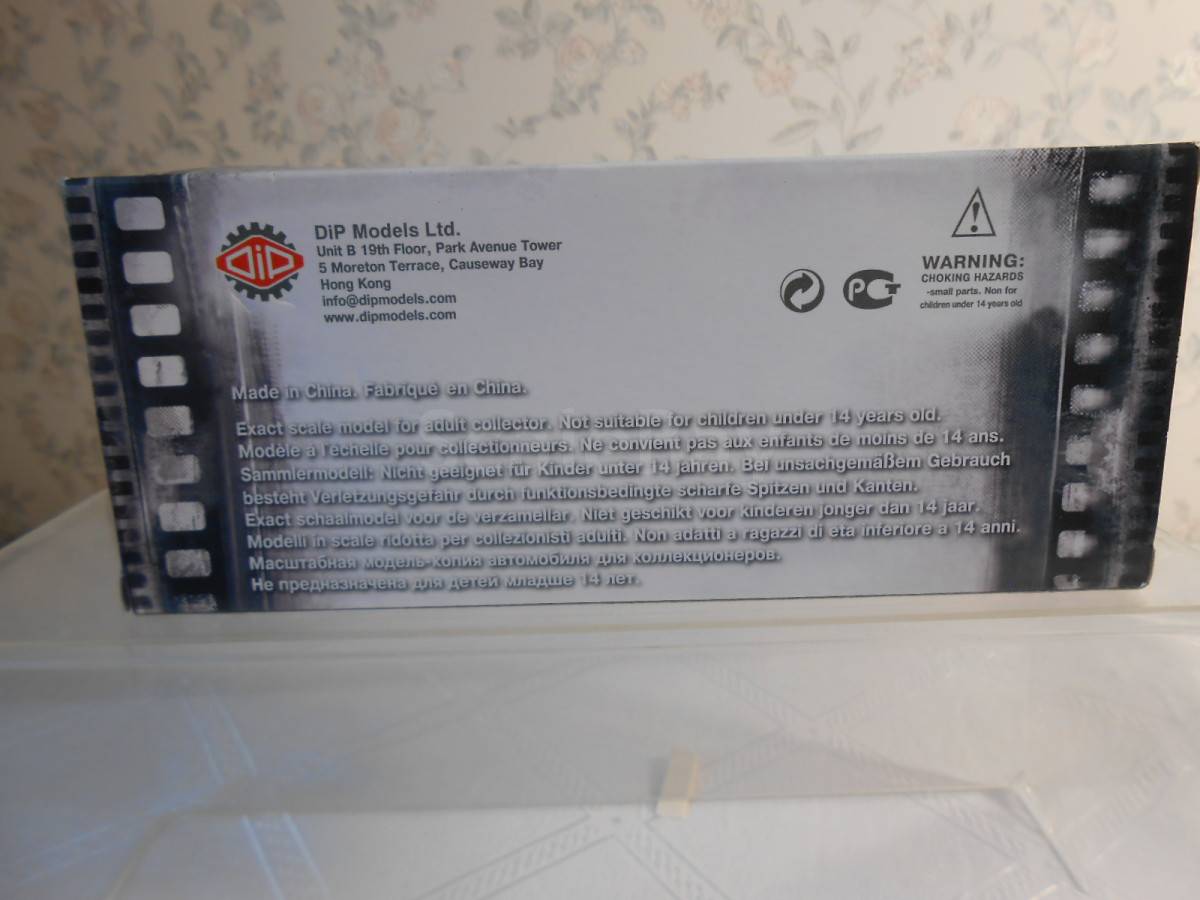 DiP
DiP Models Ltd.
Unit B 19th Floor, Park Avenue Tower
5 Moreton Terrace, Causeway Bay
Hong Kong
info@dipmodels.com
www.dipmodels.com
РСТ
WARNING:
CHOKING HAZARDS
-small parts. Non for
children under 14 years old
Made in China. Fabriqué en China.
Exact scale model for adult collector. Not suitable for children under 14 years old.
Modèle a l'echelle pour collectionneurs. Ne convient pas aux enfants de moins de 14 ans.
Sammlermodell: Nicht geeignet für Kinder unter 14 jahren. Bei unsachgemäßem Gebrauch
besteht Verletzungsgefahr durch funktionsbedingte scharfe Spitzen und Kanten.
Exact schaalmodel voor de verzamellar. Niet geschikt voor kinderen jonger dan 14 jaar.
Modelli in scale ridotta per collezionisti adulti. Non adatti a ragazzi di eta inferiore a 14 anni.
Масштабная модель-копия автомобиля для коллекционеров.
Не предназначена для детей младше 14 лет.